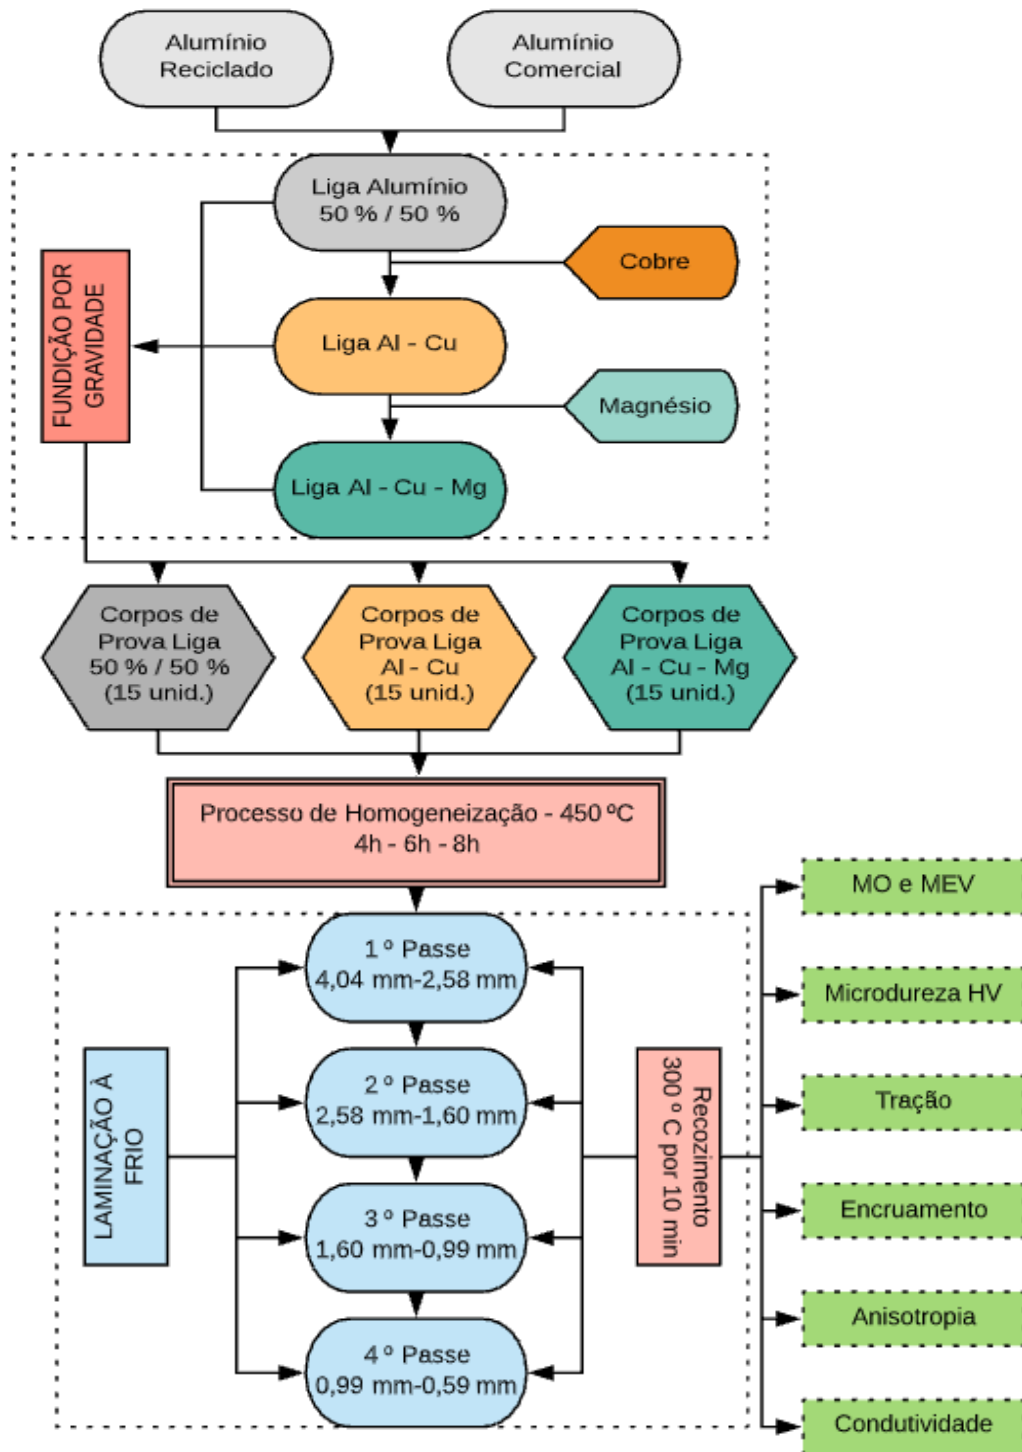 Alumínio
Reciclado
Alumínio
Comercial
Liga Alumínio
50 % / 50 %
Cobre
FUNDIÇÃO POR
GRAVIDADE
Liga Al - Cu
Magnésio
Liga Al - Cu - Mg
Corpos de
Prova Liga
50 % / 50 %
(15 unid.)
Corpos de
Prova Liga
Al - Cu
(15 unid.)
Corpos de
Prova Liga
Al - Cu - Mg
(15 unid.)
Processo de Homogeneização - 450 ºC
4h - 6h - 8h
1 º Passe
4,04 mm-2,58 mm
2 º Passe
2,58 mm-1,60 mm
3 º Passe
1,60 mm-0,99 mm
4 º Passe
0,99 mm-0,59 mm
LAMINAÇÃO À
FRIO
Recozimento
300 º C por 10 min
MO e MEV
Microdureza HV
Tração
Encruamento
Anisotropia
Condutividade